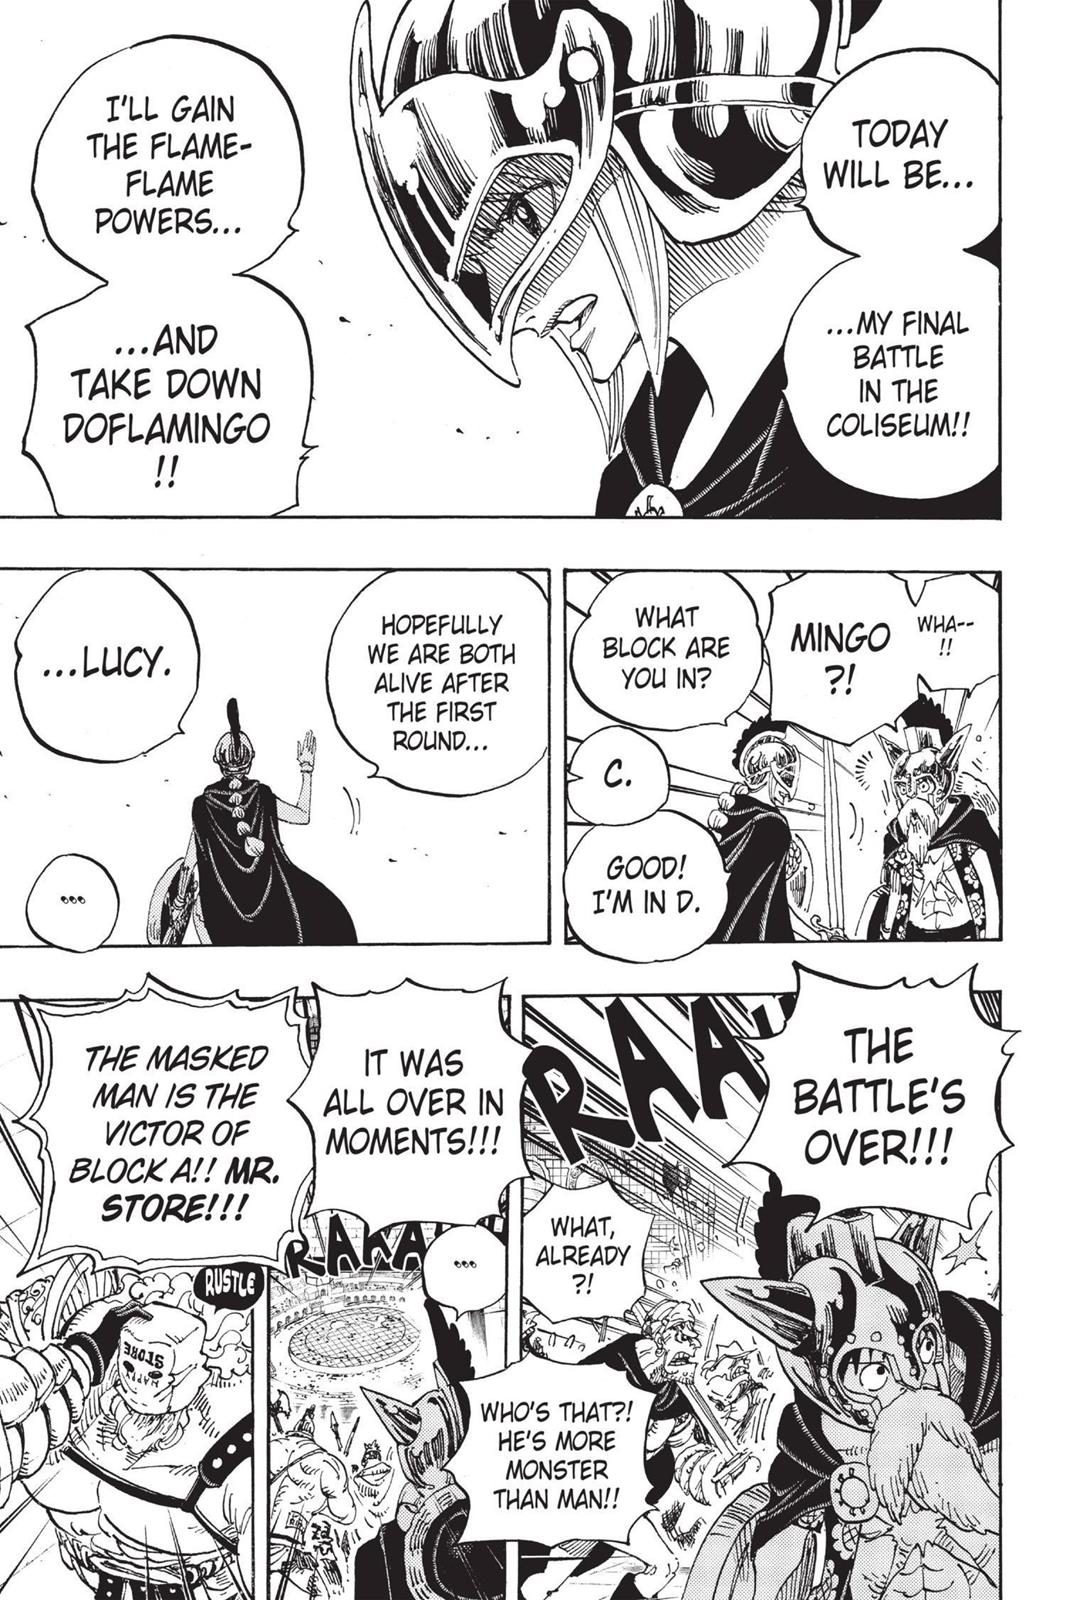 TODAY
WILL BE...
...MY FINAL
BATTLE
IN THE
COLISEUM!!
I'LL GAIN
THE FLAME-
FLAME
POWERS...
...AND
TAKE DOWN
DOFLAMINGO
!!
WHA--
!!
MINGO
?!
WHAT
BLOCK ARE
YOU IN?
C.
GOOD!
I'M IN D.
HOPEFULLY
WE ARE BOTH
ALIVE AFTER
THE FIRST
ROUND...
...LUCY.
...
THE
BATTLE'S
OVER!!!
RAAA
WHAT,
ALREADY
?!
WHO'S THAT?!
HE'S MORE
MONSTER
THAN MAN!!
IT WAS
ALL OVER IN
MOMENTS!!!
...
RAKA
THE MASKED
MAN IS THE
VICTOR OF
BLOCK A!! MR.
STORE!!!
RUSTLE
STORE
HAPPY